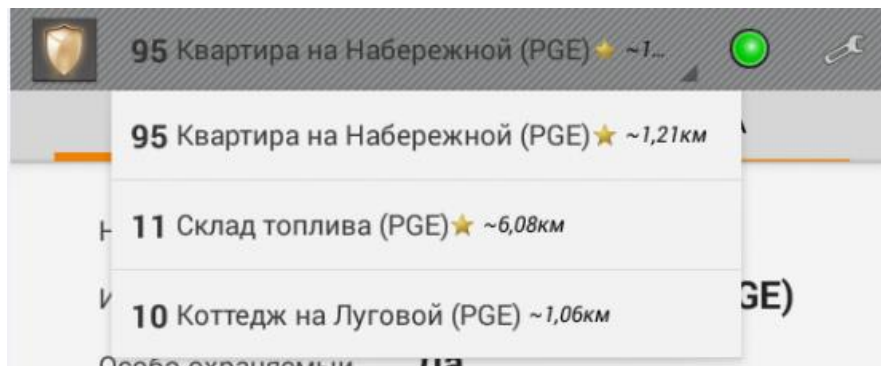 95 Квартира на Набережной (PGE) ~1...
95 Квартира на Набережной (PGE) ~1,21км
11 Склад топлива (PGE) ~6,08км
10 Коттедж на Луговой (PGE) ~1,06км
GE)